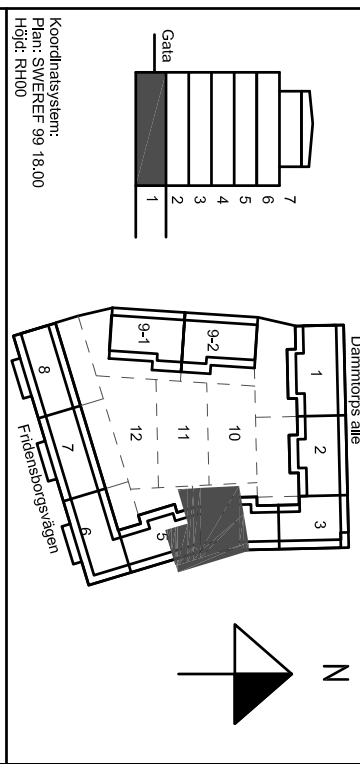 Koordinatsystem:
Plan: SWEREF 99 18.00
Höjd: RH00
Gata
1
2
3
4
5
6
7
Dammtorps alle
1
2
3
5
6
7
8
9-1
9-2
10
11
12
Fridensborgsvägen
N